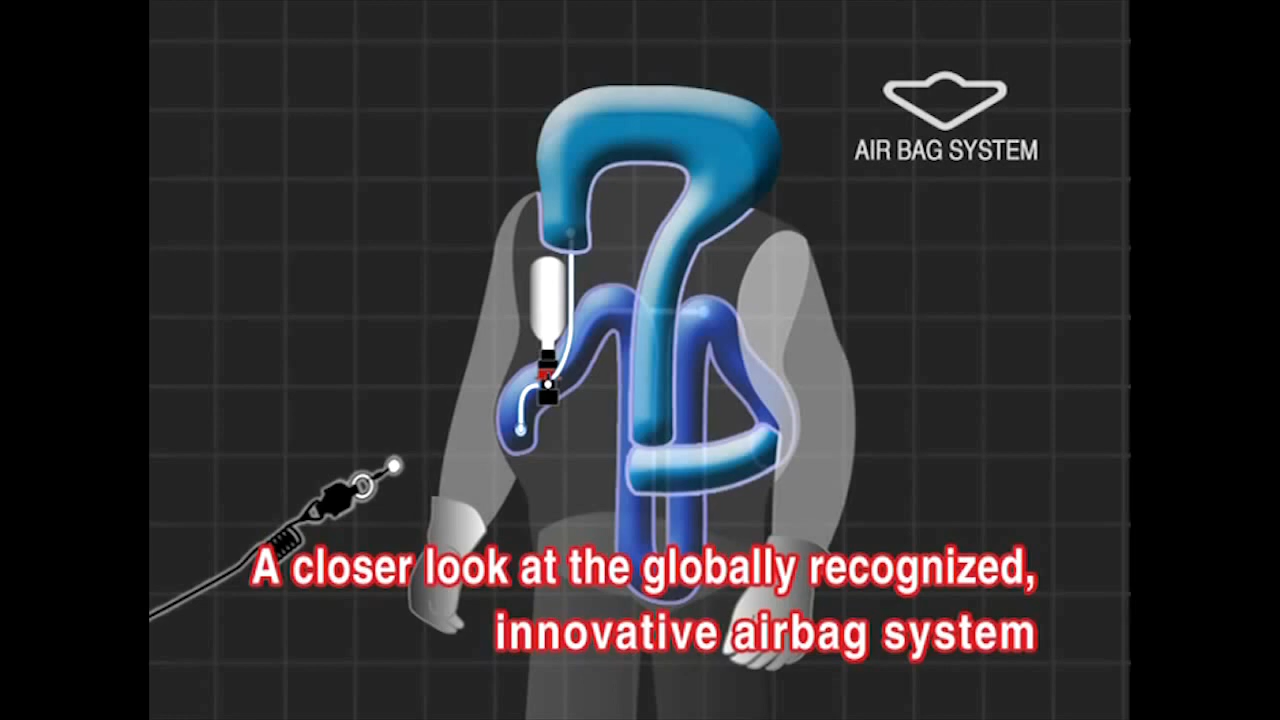 AIR BAG SYSTEM
A closer look at the globally recognized,
innovative airbag system